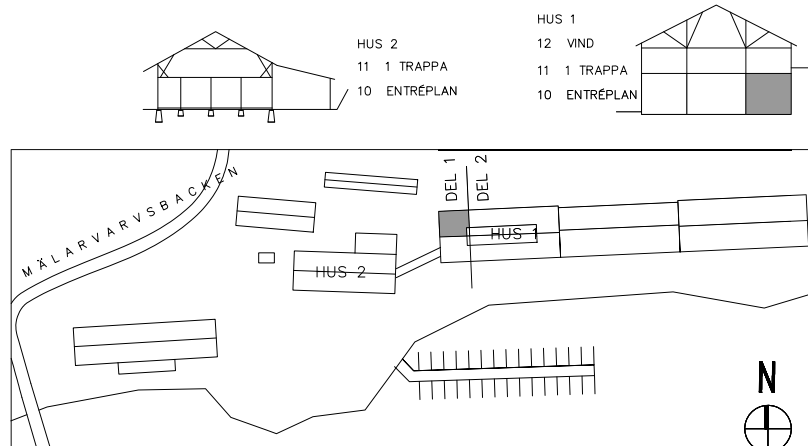 HUS 2
11 1 TRAPPA
10 ENTRÉPLAN
HUS 1
12 VIND
11 1 TRAPPA
10 ENTRÉPLAN
MÄLARVARVSBACKEN
DEL 1
DEL 2
HUS 1
HUS 2
N